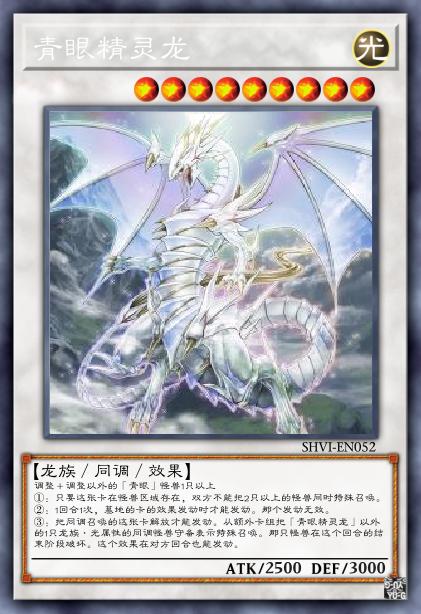 青眼精灵龙
光
SHVI-EN052
【龙族／同调／效果】
调整＋调整以外的「青眼」怪兽1只以上
①：只要这张卡在怪兽区域存在，双方不能把2只以上的怪兽同时特殊召唤。
②：1回合1次，墓地的卡的效果发动时才能发动。那个发动无效。
③：把同调召唤的这张卡解放才能发动。从额外卡组把「青眼精灵龙」以外
的1只龙族·光属性的同调怪兽守备表示特殊召唤。那只怪兽在这个回合的结
束阶段破坏。这个效果在对方回合也能发动。
ATK/2500 DEF/3000